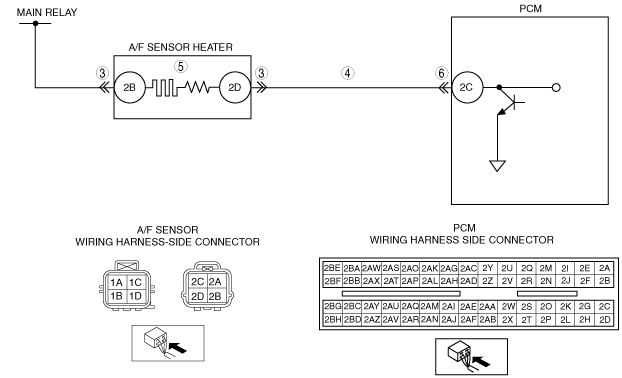 MAIN RELAY
PCM
A/F SENSOR HEATER
3 5 3 4 6
2B 2D 2C
A/F SENSOR
WIRING HARNESS-SIDE CONNECTOR
1A 1C
1B 1D
2C 2A
2D 2B
PCM
WIRING HARNESS SIDE CONNECTOR
2BE 2BA 2AW 2AS 2AO 2AK 2AG 2AC 2Y 2U 2Q 2M 2I 2E 2A
2BF 2BB 2AX 2AT 2AP 2AL 2AH 2AD 2Z 2V 2R 2N 2J 2F 2B
2BG 2BC 2AY 2AU 2AQ 2AM 2AI 2AE 2AA 2W 2S 2O 2K 2G 2C
2BH 2BD 2AZ 2AV 2AR 2AN 2AJ 2AF 2AB 2X 2T 2P 2L 2H 2D